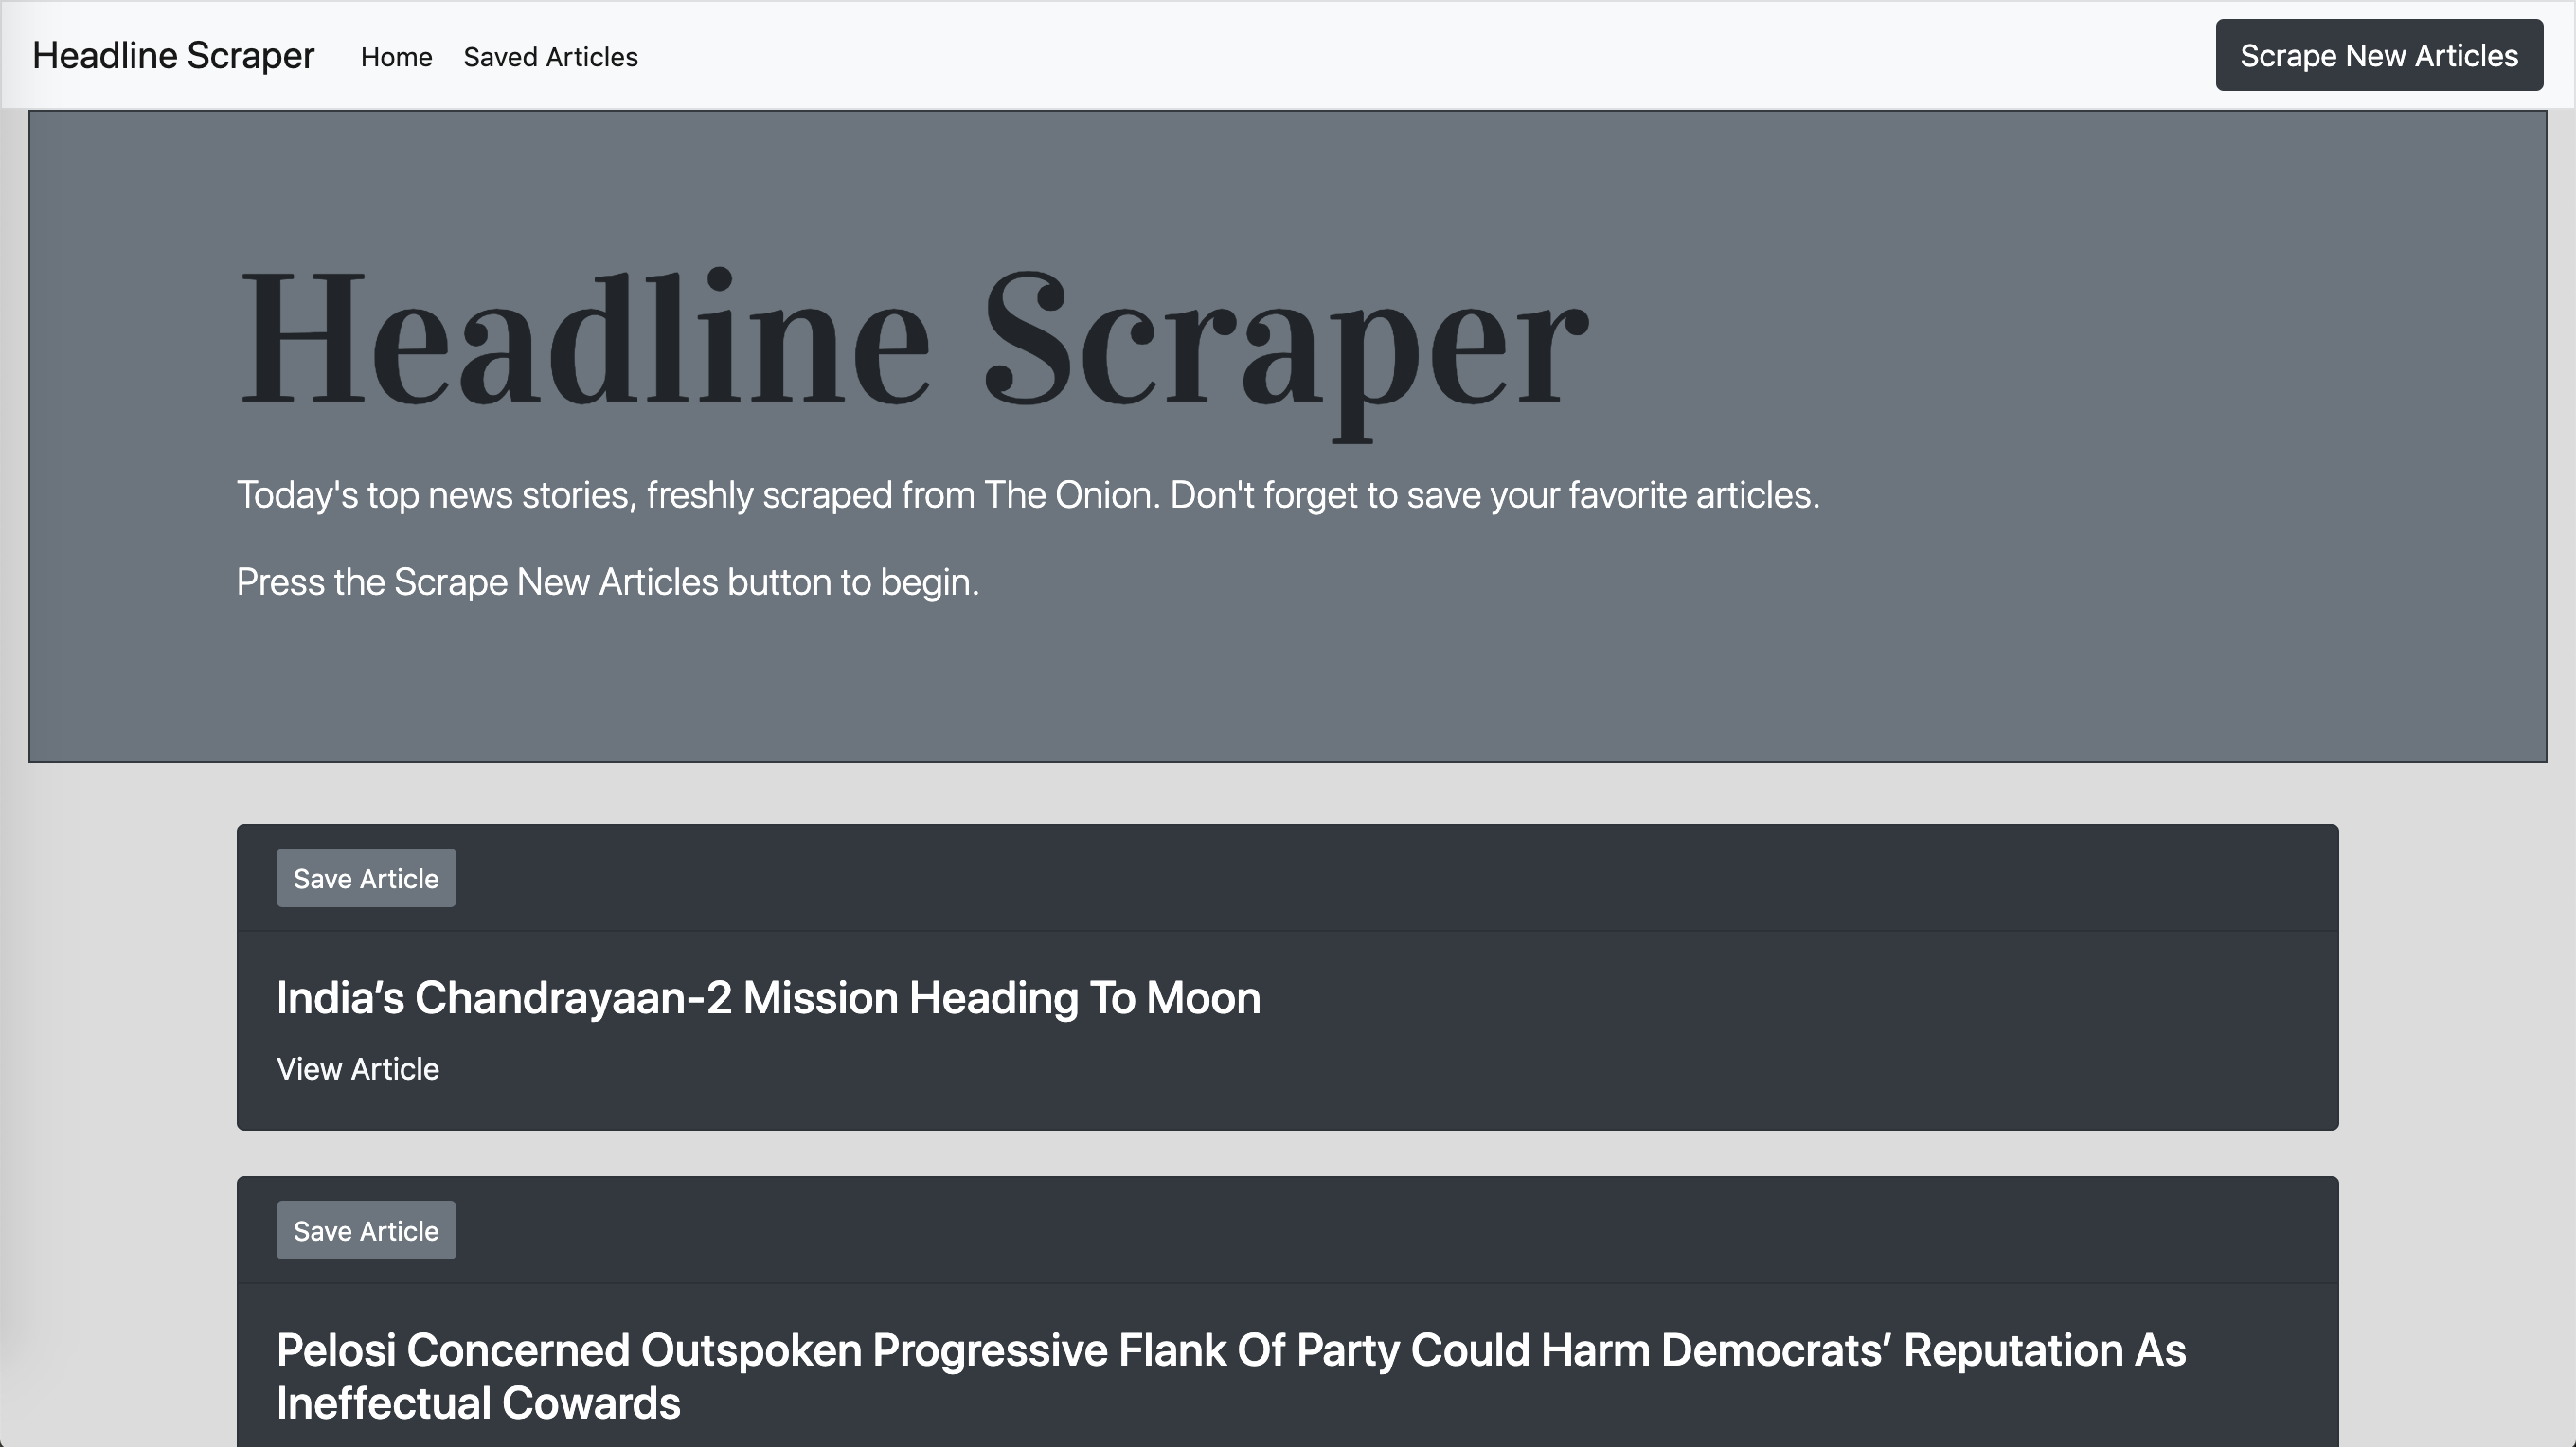 Headline Scraper Home Saved Articles Scrape New Articles
Headline Scraper
Today's top news stories, freshly scraped from The Onion. Don't forget to save your favorite articles.
Press the Scrape New Articles button to begin.
Save Article
India’s Chandrayaan-2 Mission Heading To Moon
View Article
Save Article
Pelosi Concerned Outspoken Progressive Flank Of Party Could Harm Democrats’ Reputation As
Ineffectual Cowards